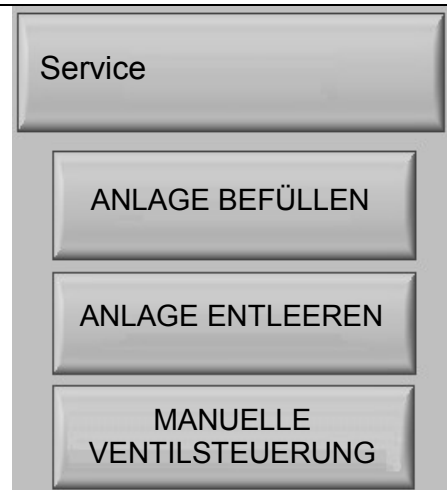 Service
ANLAGE BEFÜLLEN
ANLAGE ENTLEEREN
MANUELLE
VENTILSTEUERUNG